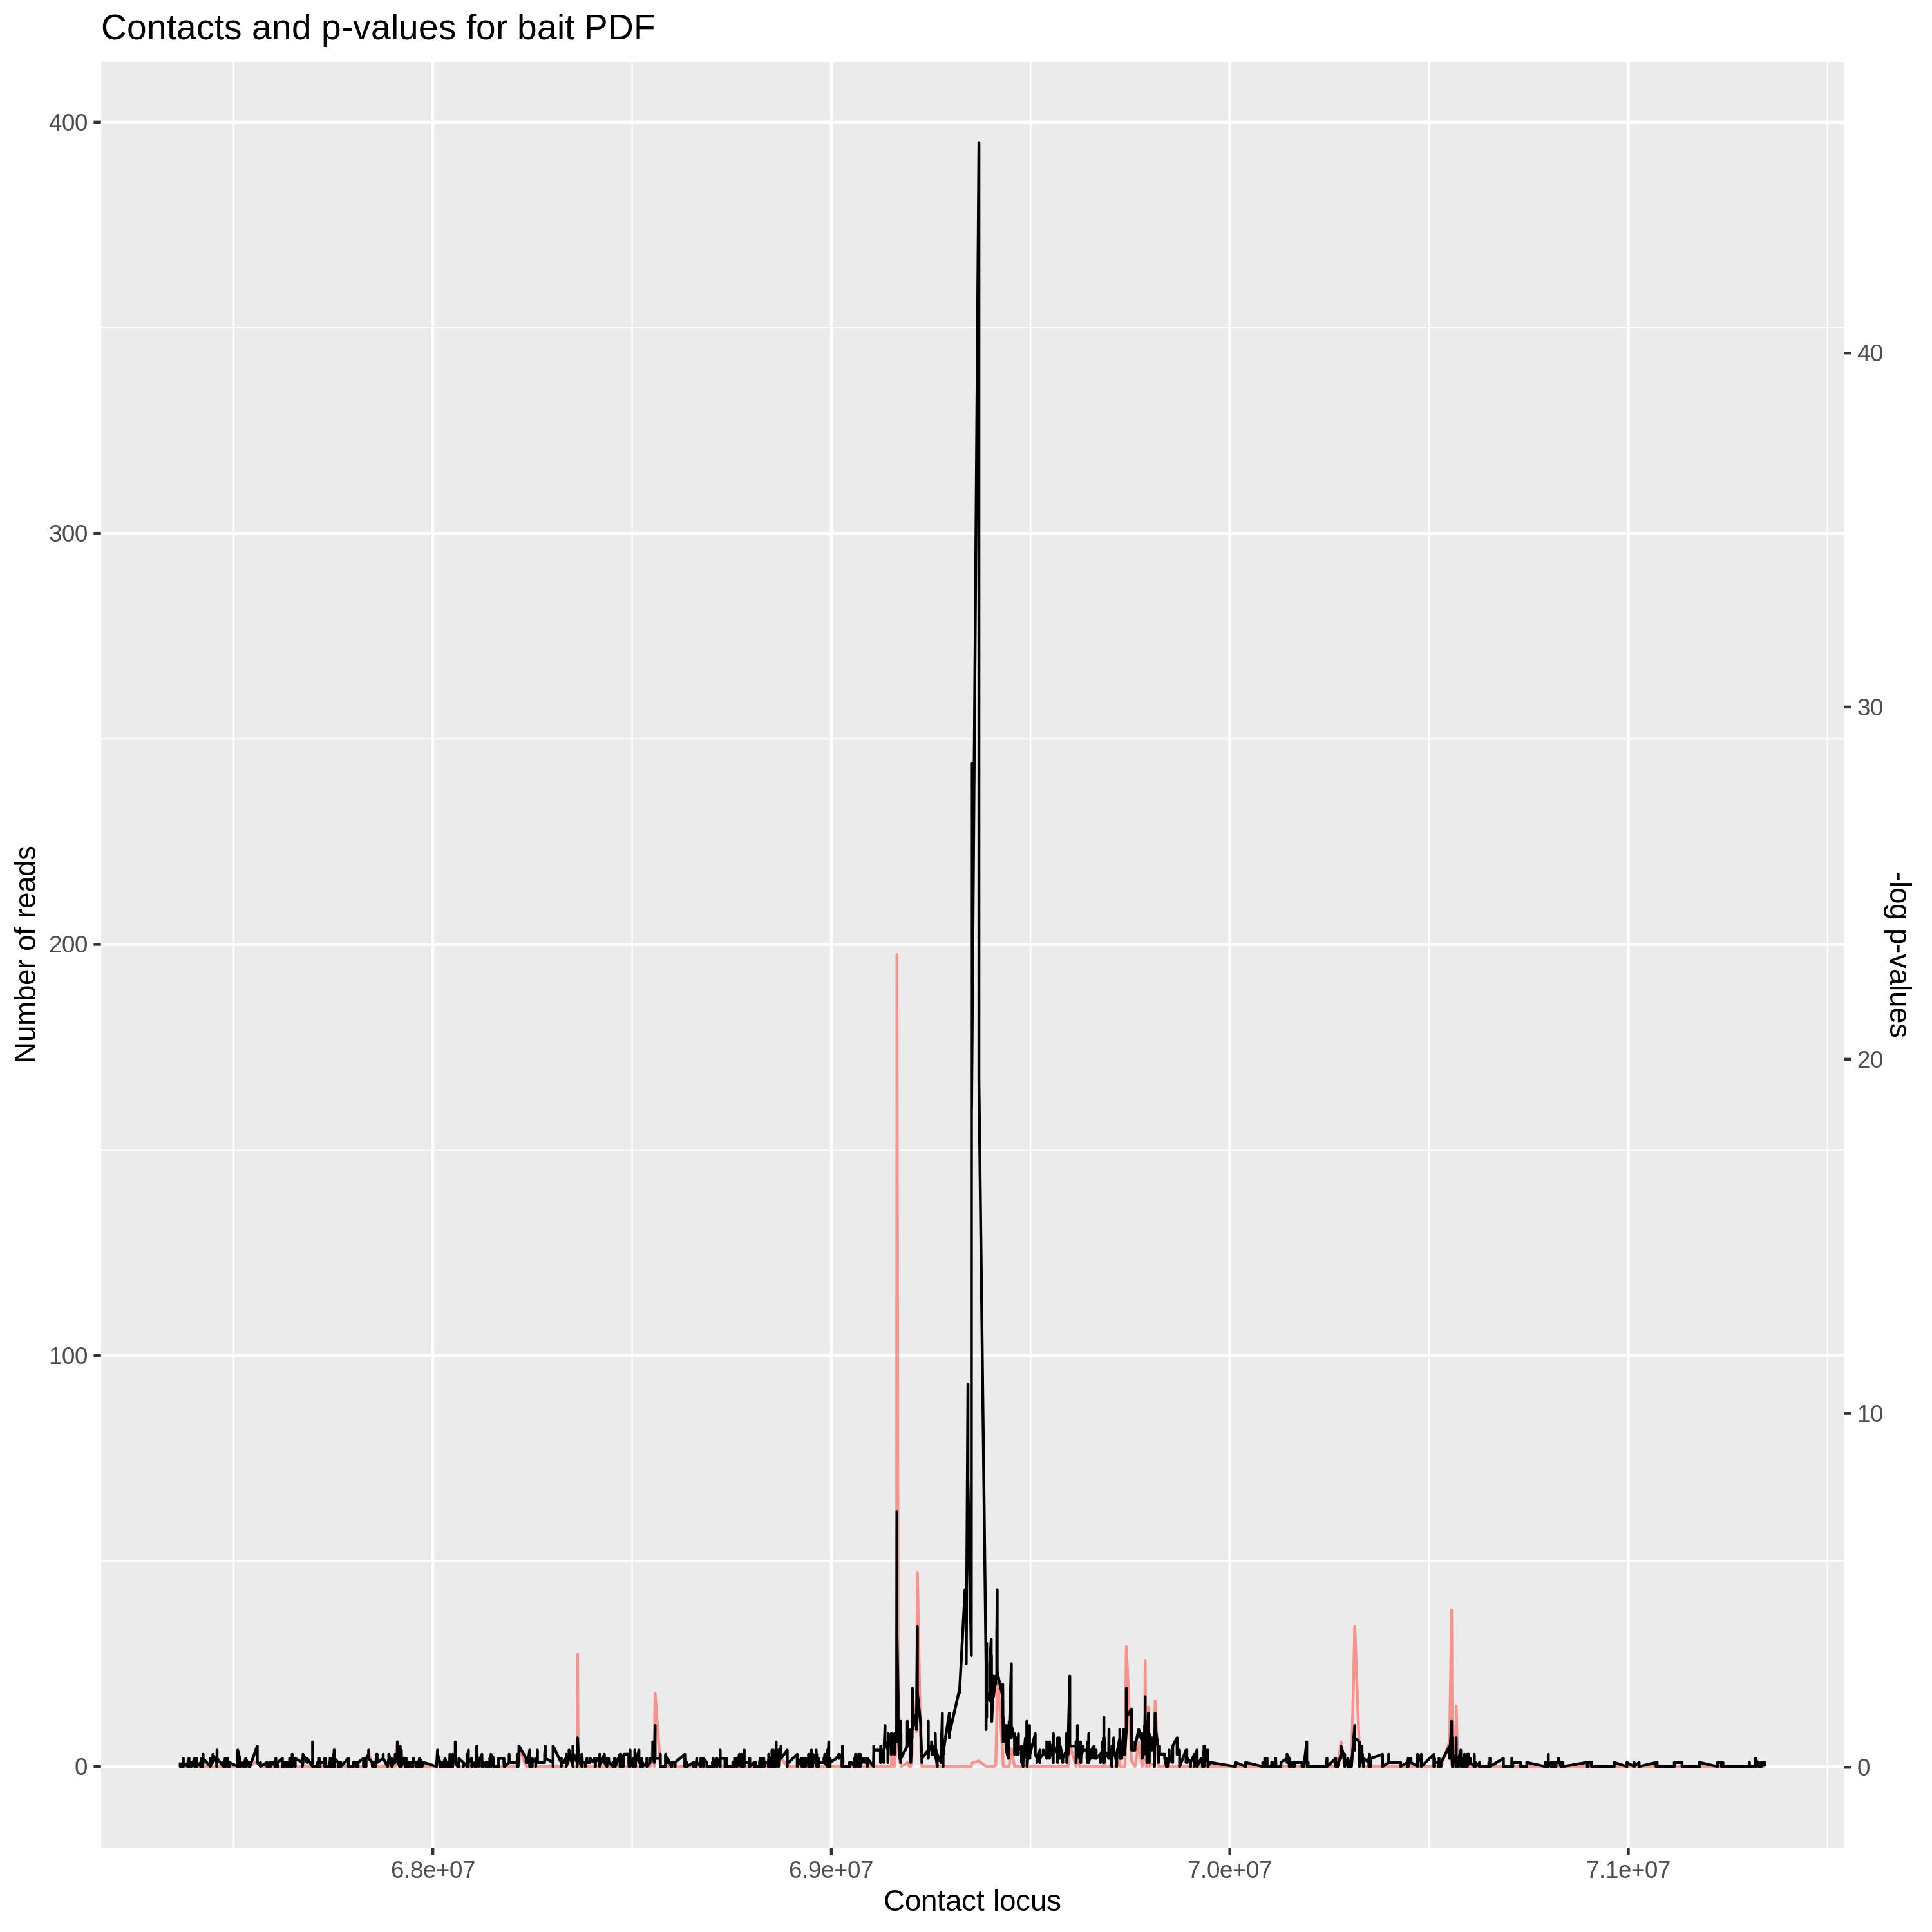 Contacts and p-values for bait PDF
400
300
200
100
0
Number of reads
40
30
20
10
0
-log p-values
6.8e+07
6.9e+07
7.0e+07
7.1e+07
Contact locus